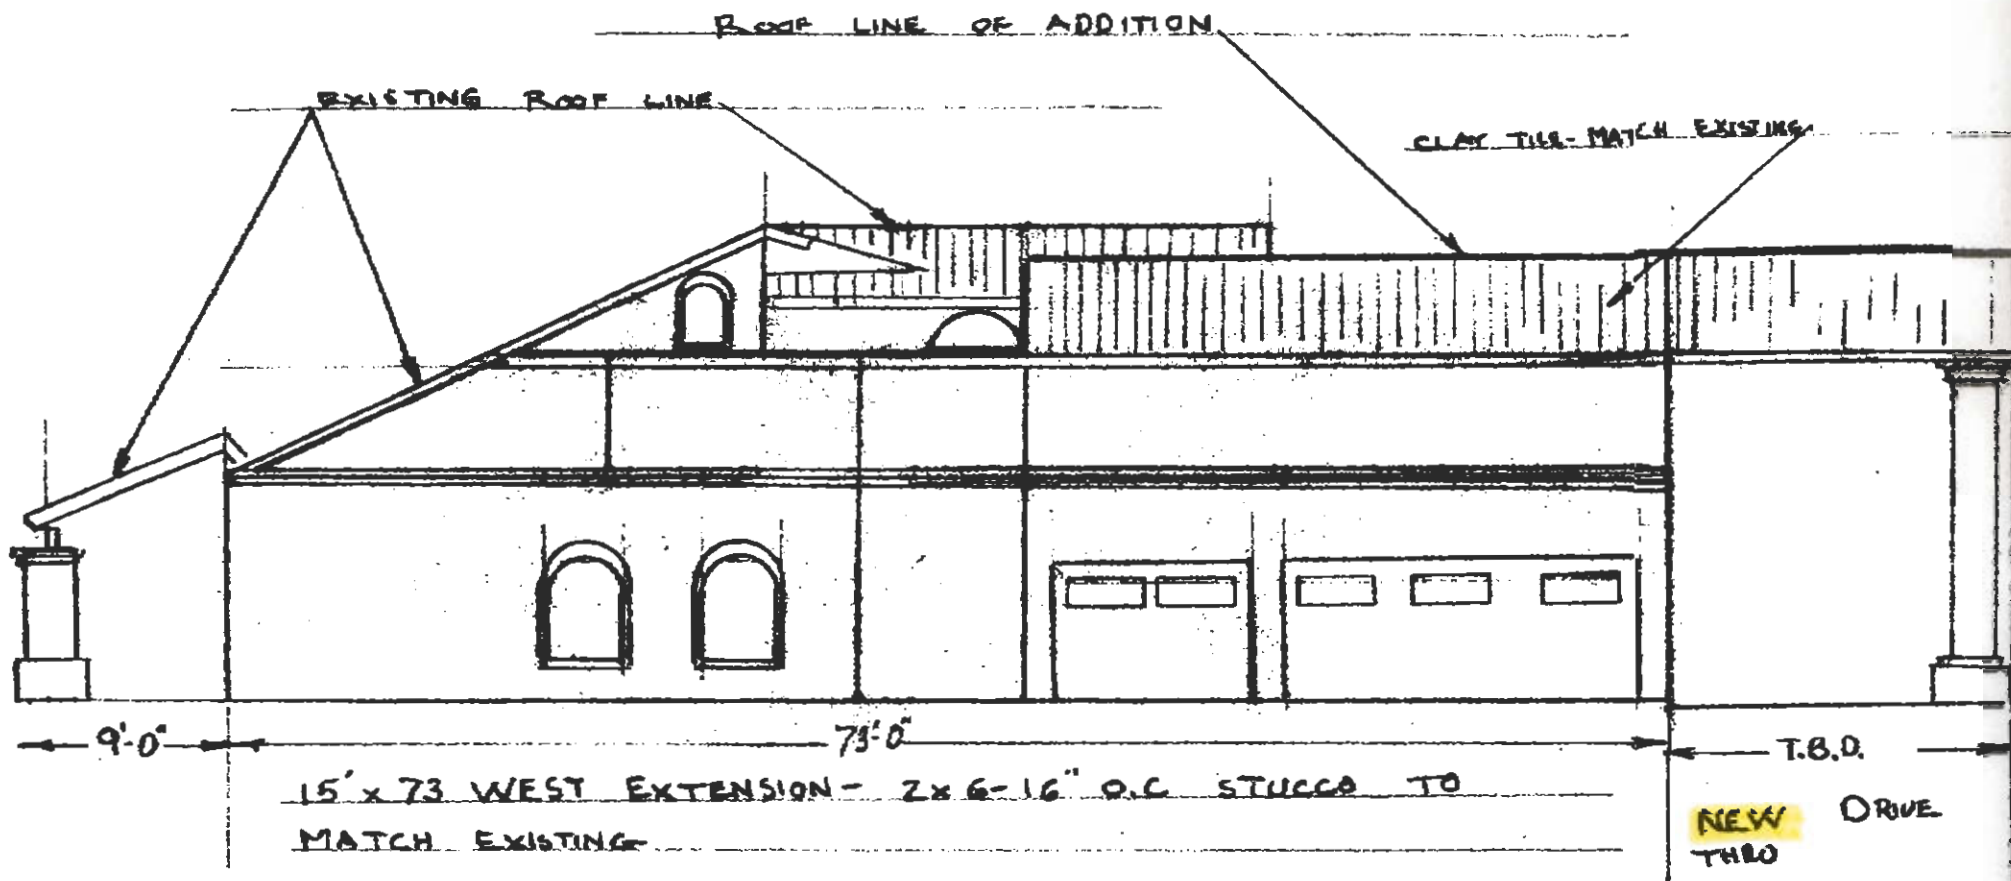 ROOF LINE OF ADDITION
EXISTING ROOF LINE
CLAY TILE- MATCH EXISTING
9'-0"
73'-0"
T.B.D.
15' x 73 WEST EXTENSION - 2x6-16" O.C STUCCO TO
MATCH EXISTING
NEW DRIVE
THRU